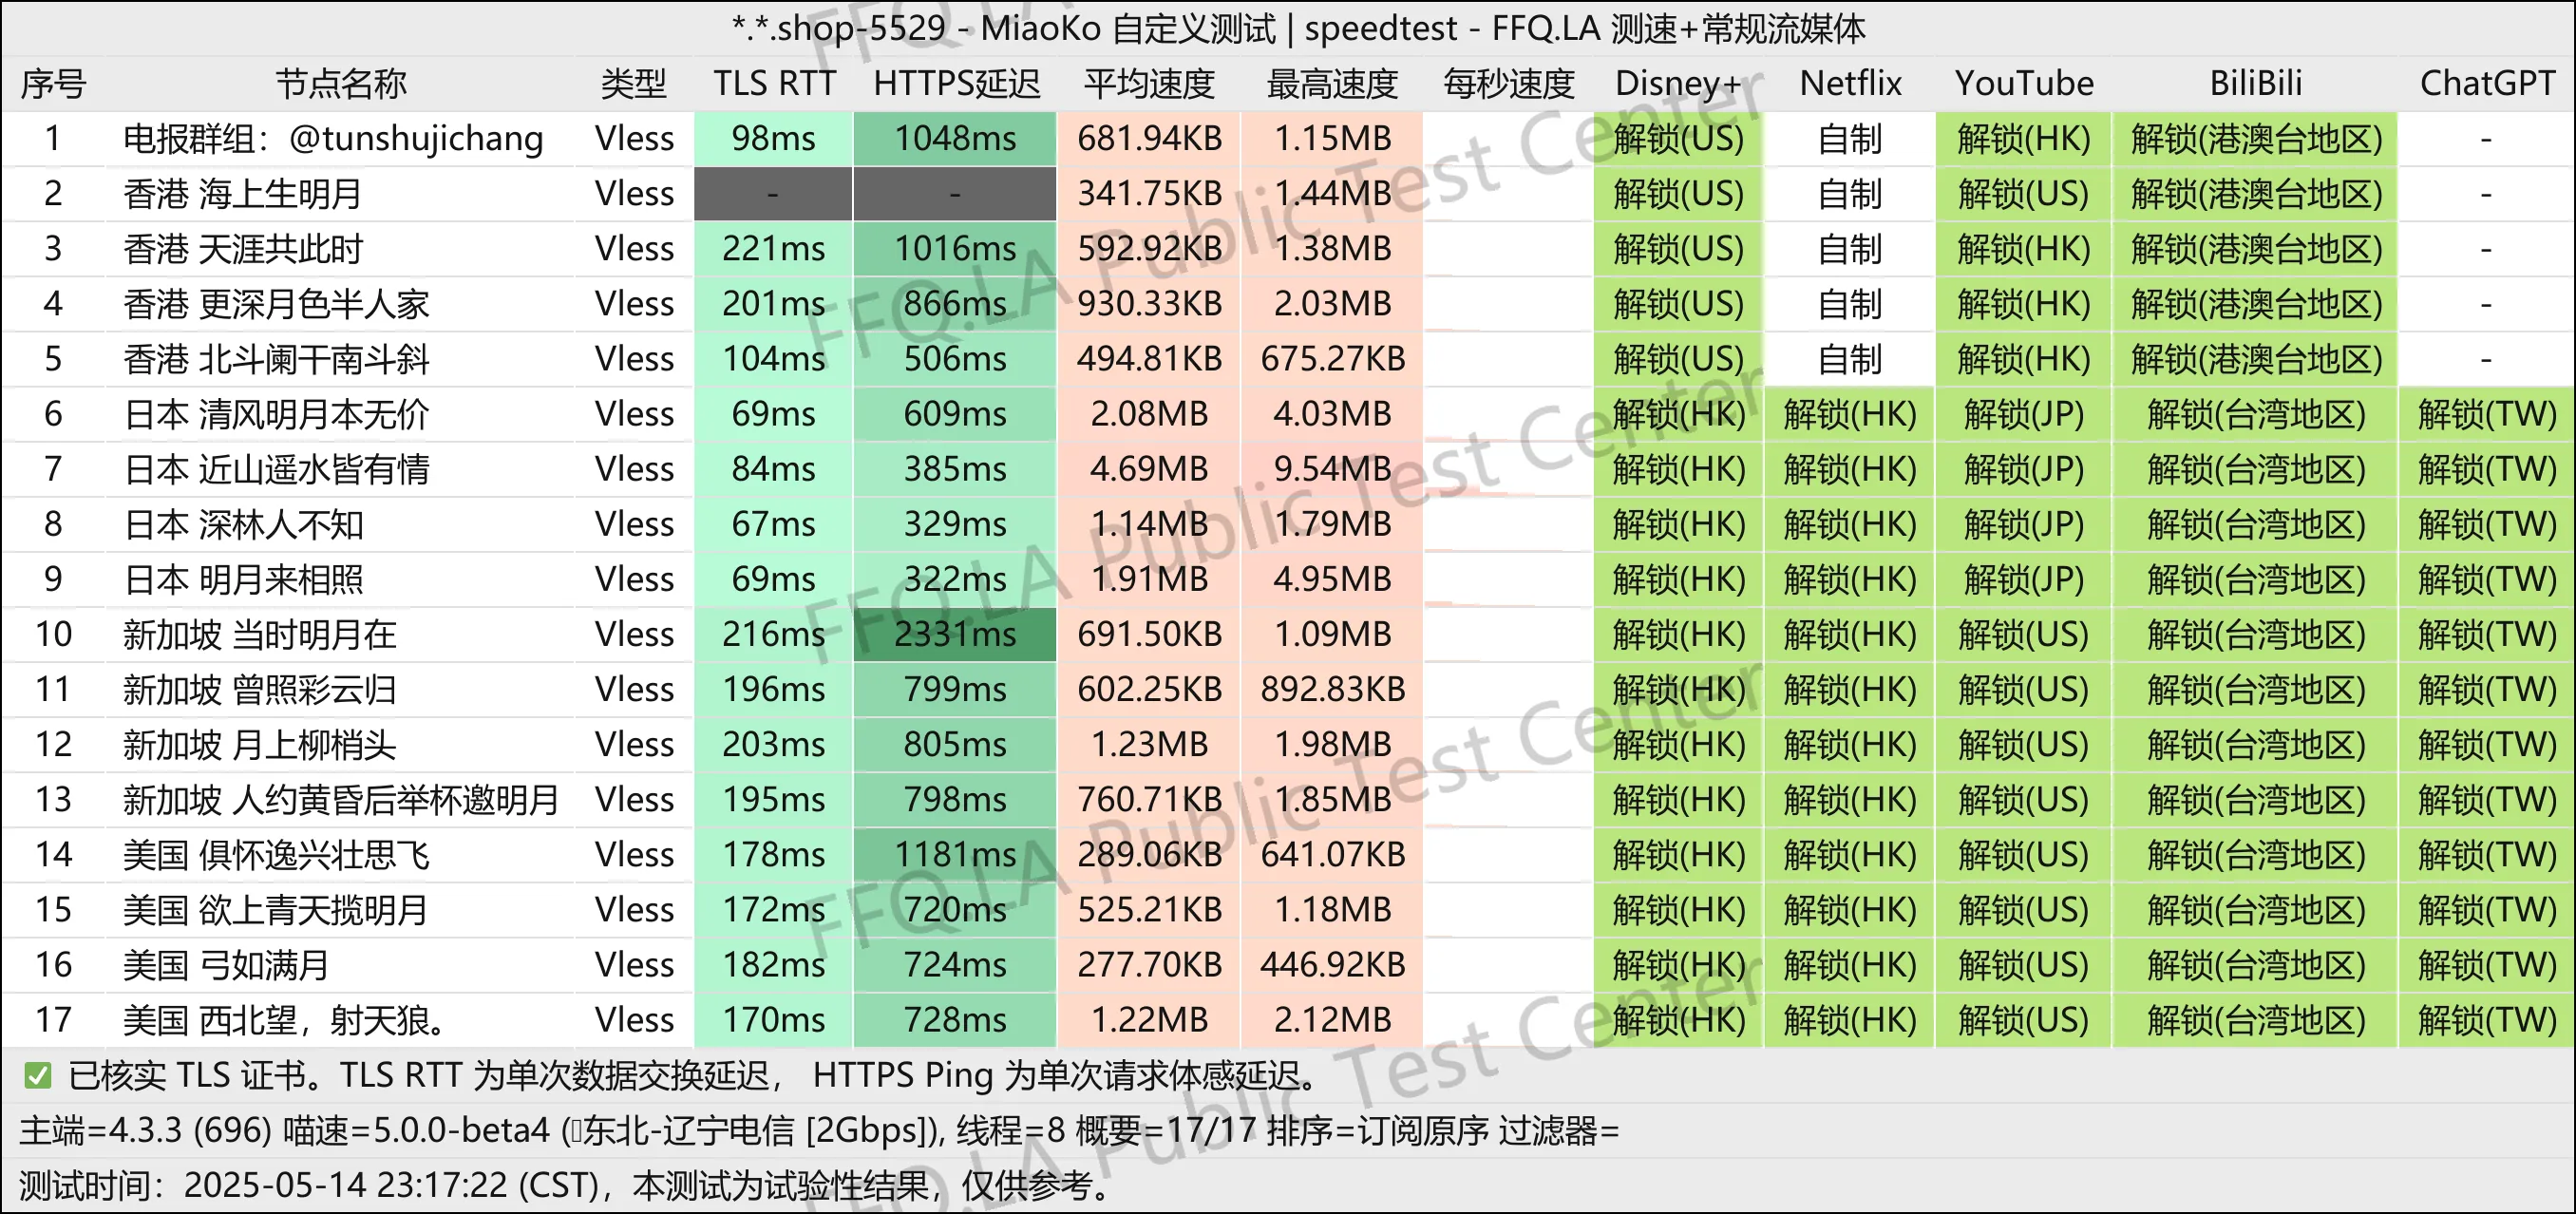 *.*.shop-5529 - MiaoKo 自定义测试 | speedtest - FFQ.LA 测速+常规流媒体
序号 节点名称 类型 TLS RTT HTTPS延迟 平均速度 最高速度 每秒速度 Disney+ Netflix YouTube BiliBili ChatGPT
1 电报群组：@tunshujichang Vless 98ms 1048ms 681.94KB 1.15MB 解锁(US) 自制 解锁(HK) 解锁(港澳台地区) -
2 香港 海上生明月 Vless - - 341.75KB 1.44MB 解锁(US) 自制 解锁(US) 解锁(港澳台地区) -
3 香港 天涯共此时 Vless 221ms 1016ms 592.92KB 1.38MB 解锁(US) 自制 解锁(HK) 解锁(港澳台地区) -
4 香港 更深月色半人家 Vless 201ms 866ms 930.33KB 2.03MB 解锁(US) 自制 解锁(HK) 解锁(港澳台地区) -
5 香港 北斗阑干南斗斜 Vless 104ms 506ms 494.81KB 675.27KB 解锁(US) 自制 解锁(HK) 解锁(港澳台地区) -
6 日本 清风明月本无价 Vless 69ms 609ms 2.08MB 4.03MB 解锁(HK) 解锁(HK) 解锁(JP) 解锁(台湾地区) 解锁(TW)
7 日本 近山遥水皆有情 Vless 84ms 385ms 4.69MB 9.54MB 解锁(HK) 解锁(HK) 解锁(JP) 解锁(台湾地区) 解锁(TW)
8 日本 深林人不知 Vless 67ms 329ms 1.14MB 1.79MB 解锁(HK) 解锁(HK) 解锁(JP) 解锁(台湾地区) 解锁(TW)
9 日本 明月来相照 Vless 69ms 322ms 1.91MB 4.95MB 解锁(HK) 解锁(HK) 解锁(JP) 解锁(台湾地区) 解锁(TW)
10 新加坡 当时明月在 Vless 216ms 2331ms 691.50KB 1.09MB 解锁(HK) 解锁(HK) 解锁(US) 解锁(台湾地区) 解锁(TW)
11 新加坡 曾照彩云归 Vless 196ms 799ms 602.25KB 892.83KB 解锁(HK) 解锁(HK) 解锁(US) 解锁(台湾地区) 解锁(TW)
12 新加坡 月上柳梢头 Vless 203ms 805ms 1.23MB 1.98MB 解锁(HK) 解锁(HK) 解锁(US) 解锁(台湾地区) 解锁(TW)
13 新加坡 人约黄昏后举杯邀明月 Vless 195ms 798ms 760.71KB 1.85MB 解锁(HK) 解锁(HK) 解锁(US) 解锁(台湾地区) 解锁(TW)
14 美国 俱怀逸兴壮思飞 Vless 178ms 1181ms 289.06KB 641.07KB 解锁(HK) 解锁(HK) 解锁(US) 解锁(台湾地区) 解锁(TW)
15 美国 欲上青天揽明月 Vless 172ms 720ms 525.21KB 1.18MB 解锁(HK) 解锁(HK) 解锁(US) 解锁(台湾地区) 解锁(TW)
16 美国 弓如满月 Vless 182ms 724ms 277.70KB 446.92KB 解锁(HK) 解锁(HK) 解锁(US) 解锁(台湾地区) 解锁(TW)
17 美国 西北望，射天狼。 Vless 170ms 728ms 1.22MB 2.12MB 解锁(HK) 解锁(HK) 解锁(US) 解锁(台湾地区) 解锁(TW)
✅ 已核实 TLS 证书。TLS RTT 为单次数据交换延迟， HTTPS Ping 为单次请求体感延迟。
主端=4.3.3 (696) 喵速=5.0.0-beta4 (东北-辽宁电信 [2Gbps]), 线程=8 概要=17/17 排序=订阅原序 过滤器=
测试时间：2025-05-14 23:17:22 (CST)，本测试为试验性结果，仅供参考。
FFQ.LA Public Test Center
FFQ.LA Public Test Center
FFQ.LA Public Test Center
FFQ.LA Public Test Center